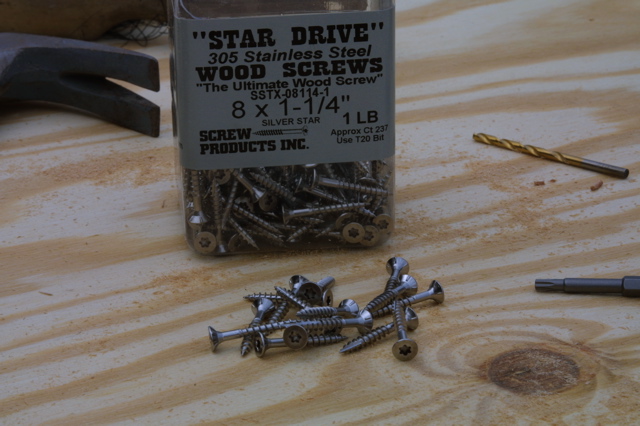 "STAR DRIVE"
305 Stainless Steel
WOOD SCREWS
"The Ultimate Wood Screw"
SSTX-08114-1
8 x 1-1/4"
SILVER STAR
1 LB
SCREW
PRODUCTS INC.
Approx Ct 237
Use T20 Bit